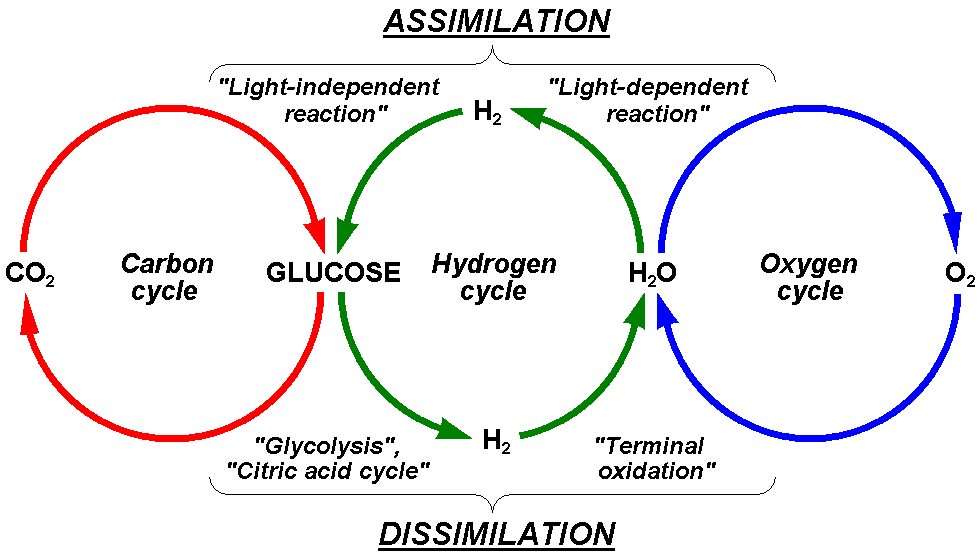 ASSIMILATION
"Light-independent
reaction"
"Light-dependent
reaction"
H₂
CO₂
Carbon
cycle
GLUCOSE
Hydrogen
cycle
H₂O
Oxygen
cycle
O₂
H₂
"Glycolysis",
"Citric acid cycle"
"Terminal
oxidation"
DISSIMILATION